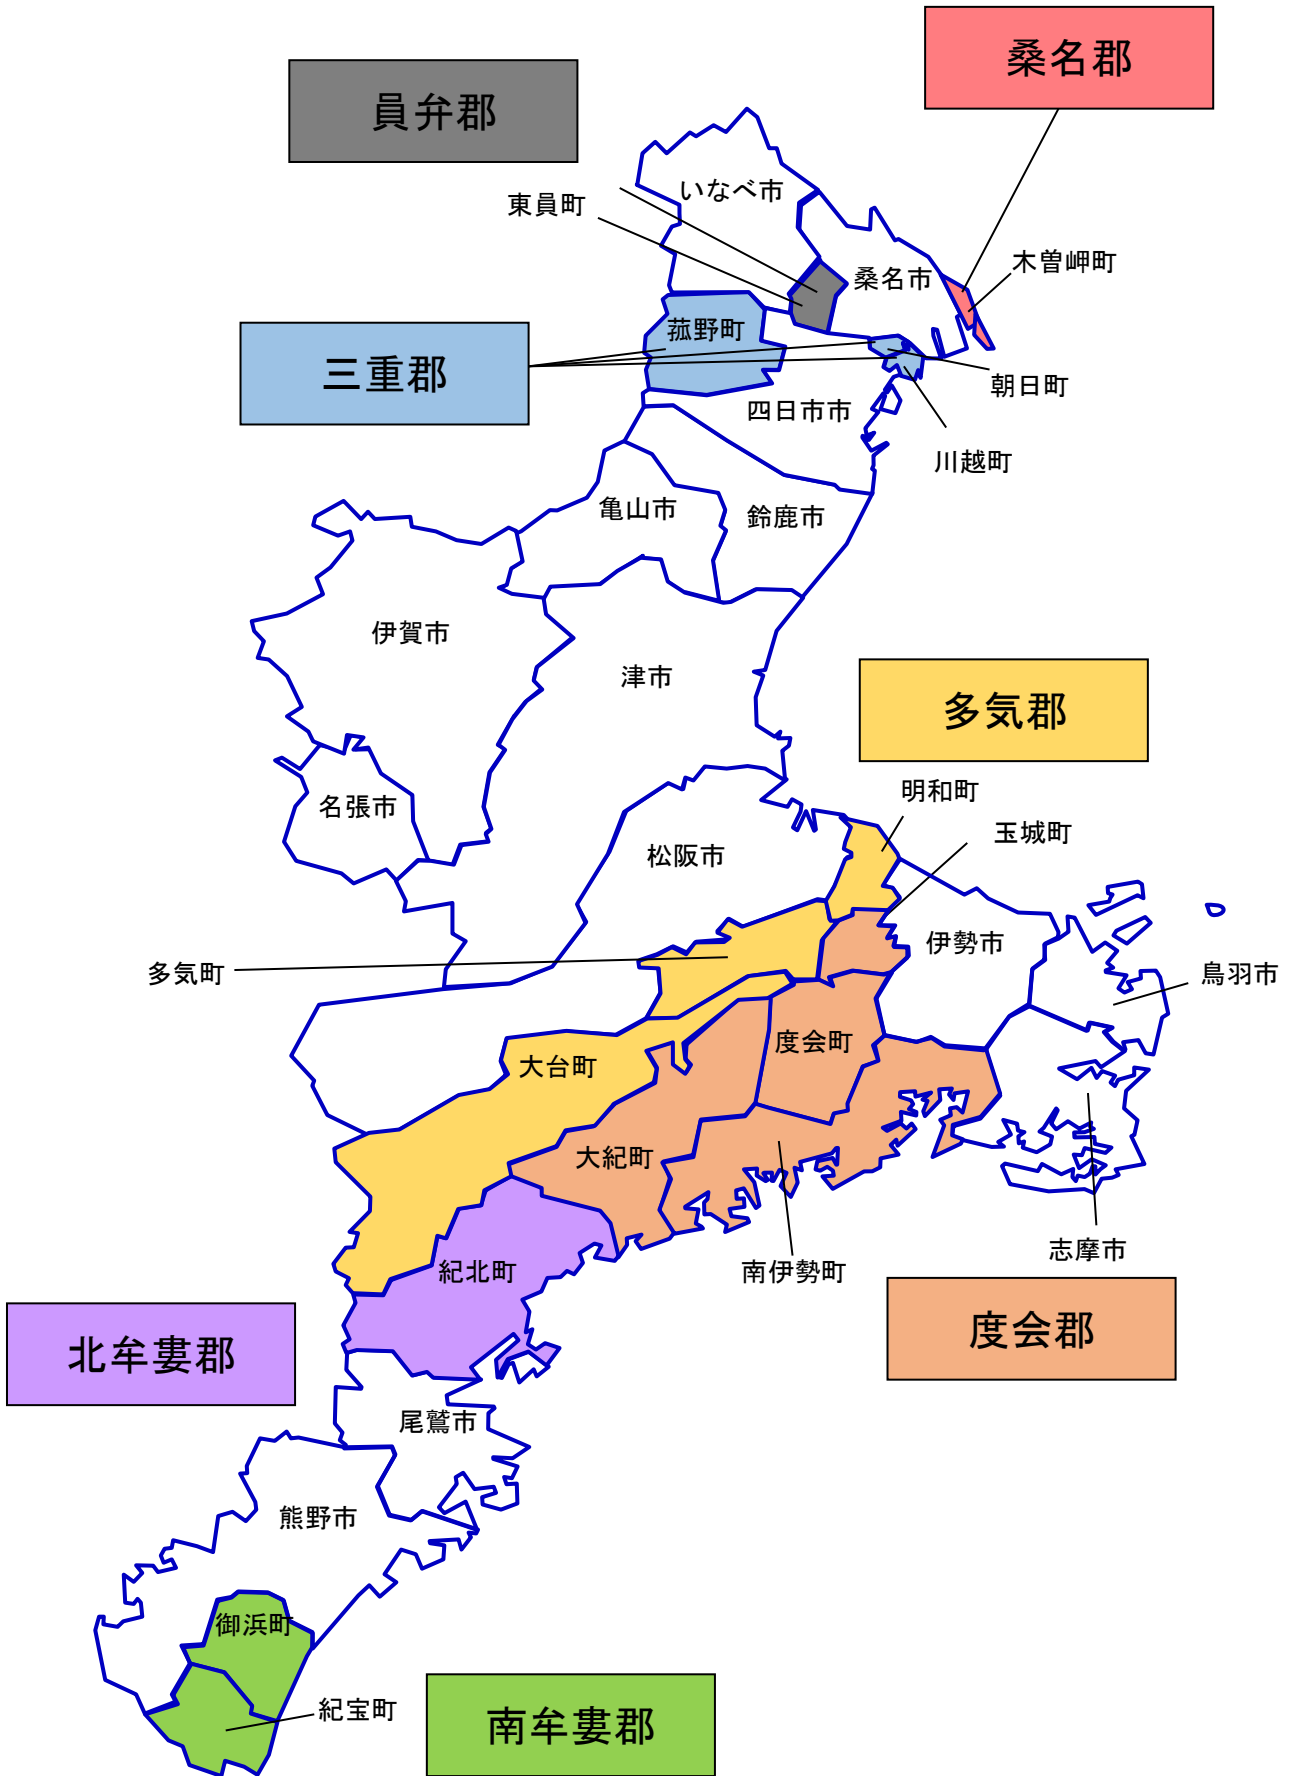 桑名郡
員弁郡
いなべ市
東員町
木曽岬町
桑名市
菰野町
三重郡
朝日町
四日市市
川越町
亀山市
鈴鹿市
伊賀市
津市
多気郡
明和町
名張市
玉城町
松阪市
伊勢市
多気町
鳥羽市
度会町
大台町
大紀町
志摩市
紀北町
南伊勢町
度会郡
北牟婁郡
尾鷲市
熊野市
御浜町
紀宝町
南牟婁郡